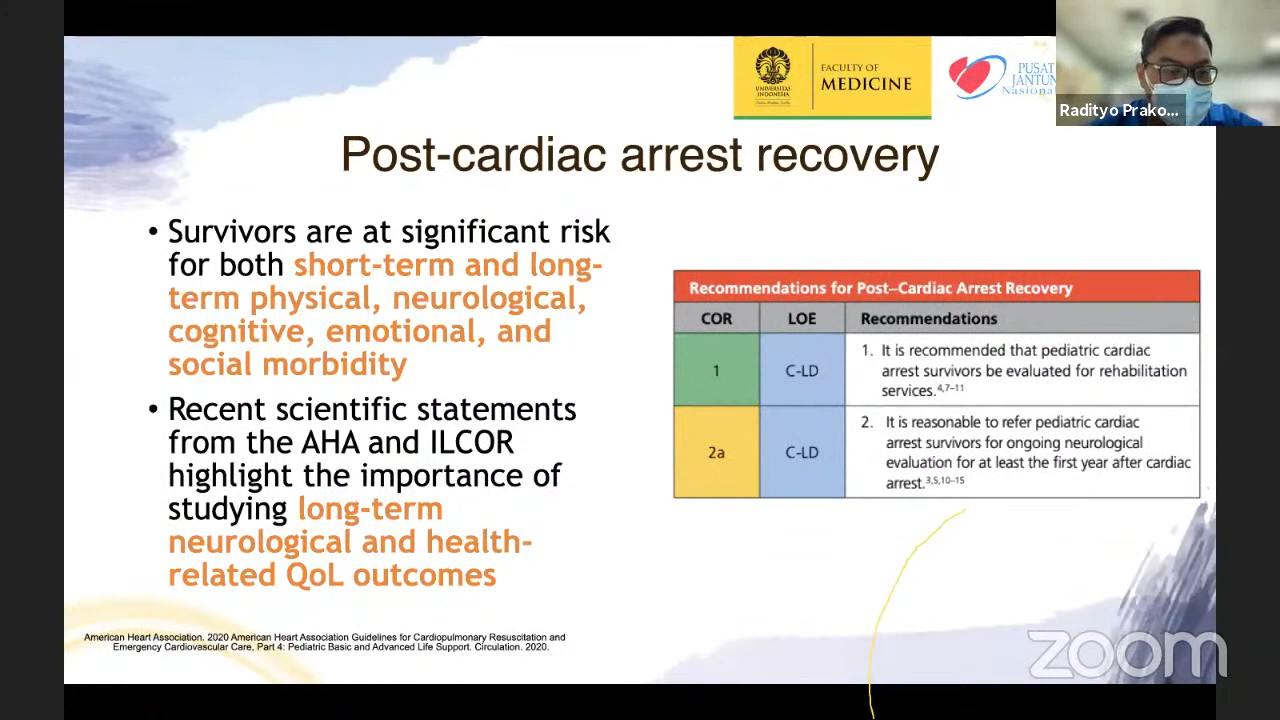 UNIVERSITAS
INDONESIA
FACULTY OF
MEDICINE
PUSAT
JANTUN
Nasional
Radityo Prako...
Post-cardiac arrest recovery
• Survivors are at significant risk
for both short-term and long-
term physical, neurological,
cognitive, emotional, and
social morbidity
• Recent scientific statements
from the AHA and ILCOR
highlight the importance of
studying long-term
neurological and health-
related QoL outcomes
Recommendations for Post–Cardiac Arrest Recovery
COR LOE Recommendations
1 C-LD 1. It is recommended that pediatric cardiac
arrest survivors be evaluated for rehabilitation
services.4,7–11
2a C-LD 2. It is reasonable to refer pediatric cardiac
arrest survivors for ongoing neurological
evaluation for at least the first year after cardiac
arrest.3,5,10–15
American Heart Association. 2020 American Heart Association Guidelines for Cardiopulmonary Resuscitation and
Emergency Cardiovascular Care, Part 4: Pediatric Basic and Advanced Life Support. Circulation. 2020.
zoom